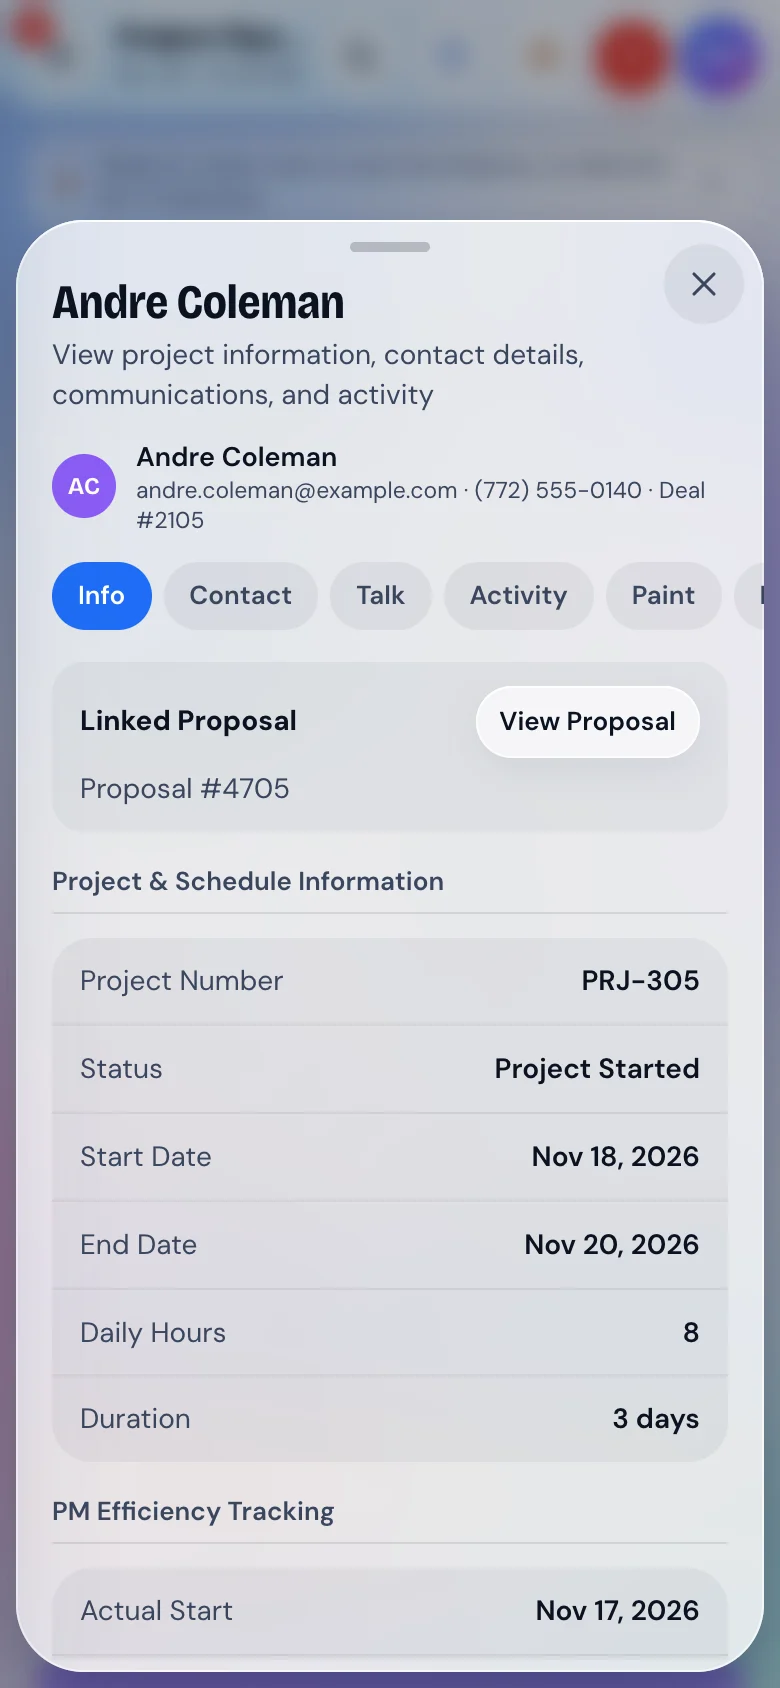 Andre Coleman
View project information, contact details,
communications, and activity
AC
Andre Coleman
andre.coleman@example.com · (772) 555-0140 · Deal
#2105
Info
Contact
Talk
Activity
Paint
Linked Proposal
View Proposal
Proposal #4705
Project & Schedule Information
Project Number
PRJ-305
Status
Project Started
Start Date
Nov 18, 2026
End Date
Nov 20, 2026
Daily Hours
8
Duration
3 days
PM Efficiency Tracking
Actual Start
Nov 17, 2026